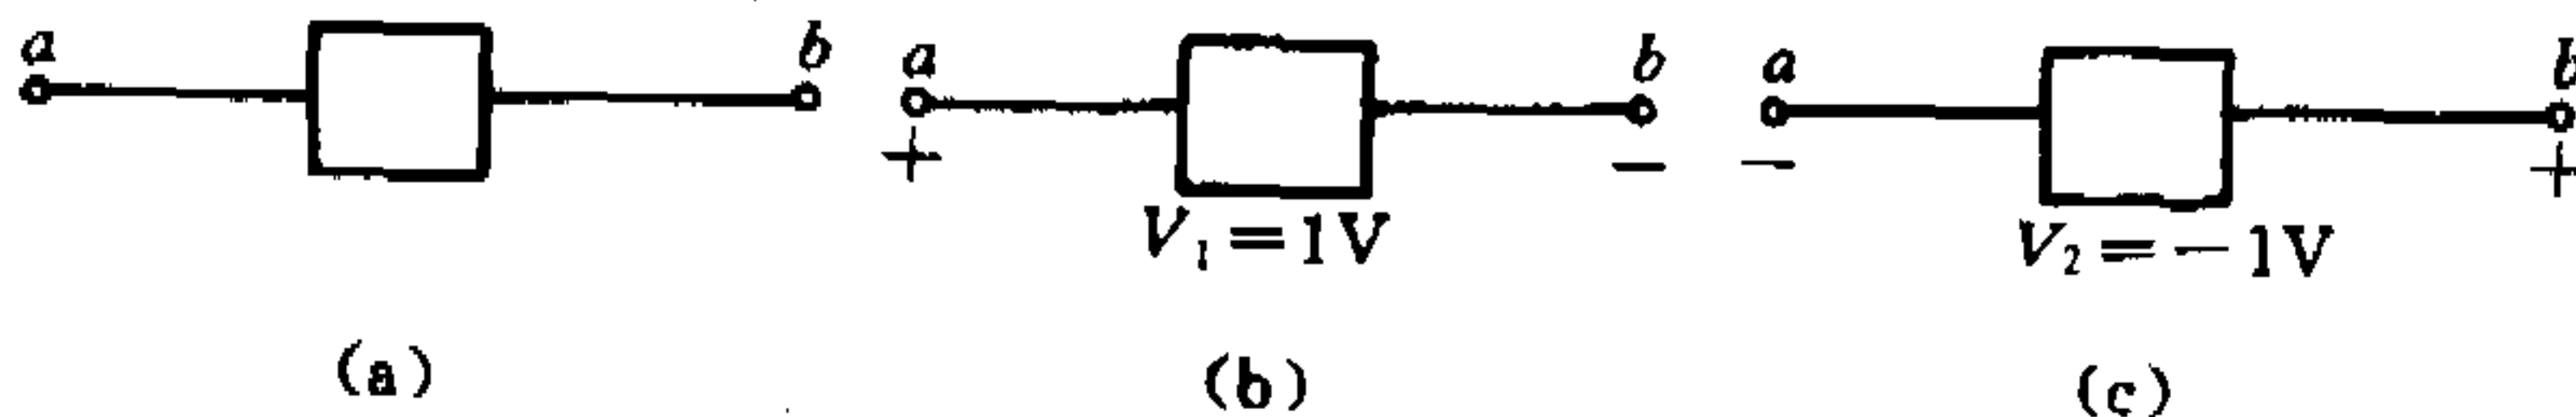 a b a b a b
+ − − +
V₁=1V V₂=−1V
(a) (b) (c)